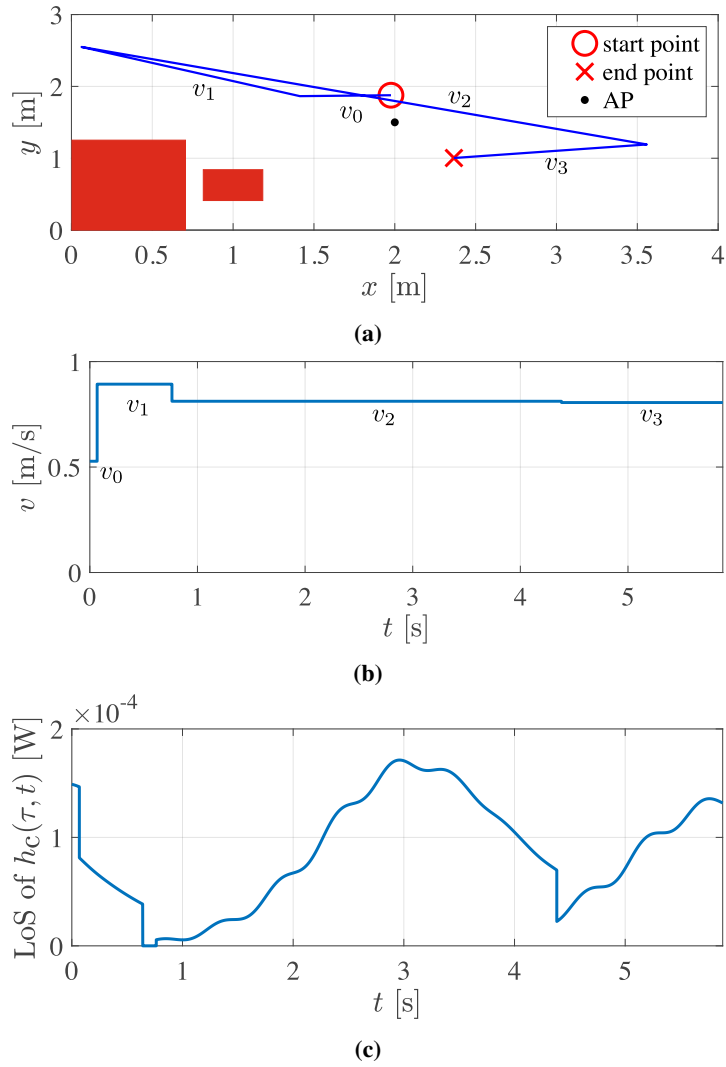 3
2
1
0
y [m]
v₁
v₀
v₂
v₃
start point
end point
AP
0 0.5 1 1.5 2 2.5 3 3.5 4
x [m]
(a)
1
0.5
0
v [m/s]
v₀
v₁
v₂
v₃
0 1 2 3 4 5
t [s]
(b)
×10⁻⁴
2
1
0
LoS of h_C(τ, t) [W]
0 1 2 3 4 5
t [s]
(c)